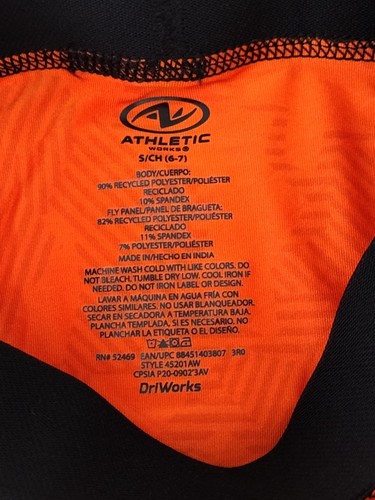 ATHLETIC
WORKS®
S/CH (6-7)
BODY/CUERPO:
90% RECYCLED POLYESTER/POLIÉSTER
RECICLADO
10% SPANDEX
FLY PANEL/PANEL DE BRAGUETA:
82% RECYCLED POLYESTER/POLIÉSTER
RECICLADO
11% SPANDEX
7% POLYESTER/POLIÉSTER
MADE IN/HECHO EN INDIA
MACHINE WASH COLD WITH LIKE COLORS. DO
NOT BLEACH. TUMBLE DRY LOW. COOL IRON IF
NEEDED. DO NOT IRON LABEL OR DESIGN.
LAVAR A MÁQUINA EN AGUA FRÍA CON
COLORES SIMILARES. NO USAR BLANQUEADOR.
SECAR EN SECADORA A TEMPERATURA BAJA.
PLANCHA TEMPLADA, SI ES NECESARIO. NO
PLANCHAR LA ETIQUETA O EL DISEÑO.
RN# 52469 EAN/UPC 88451403807 3R0
STYLE 45201AW
CPSIA P20-0902'3AV
DriWorks